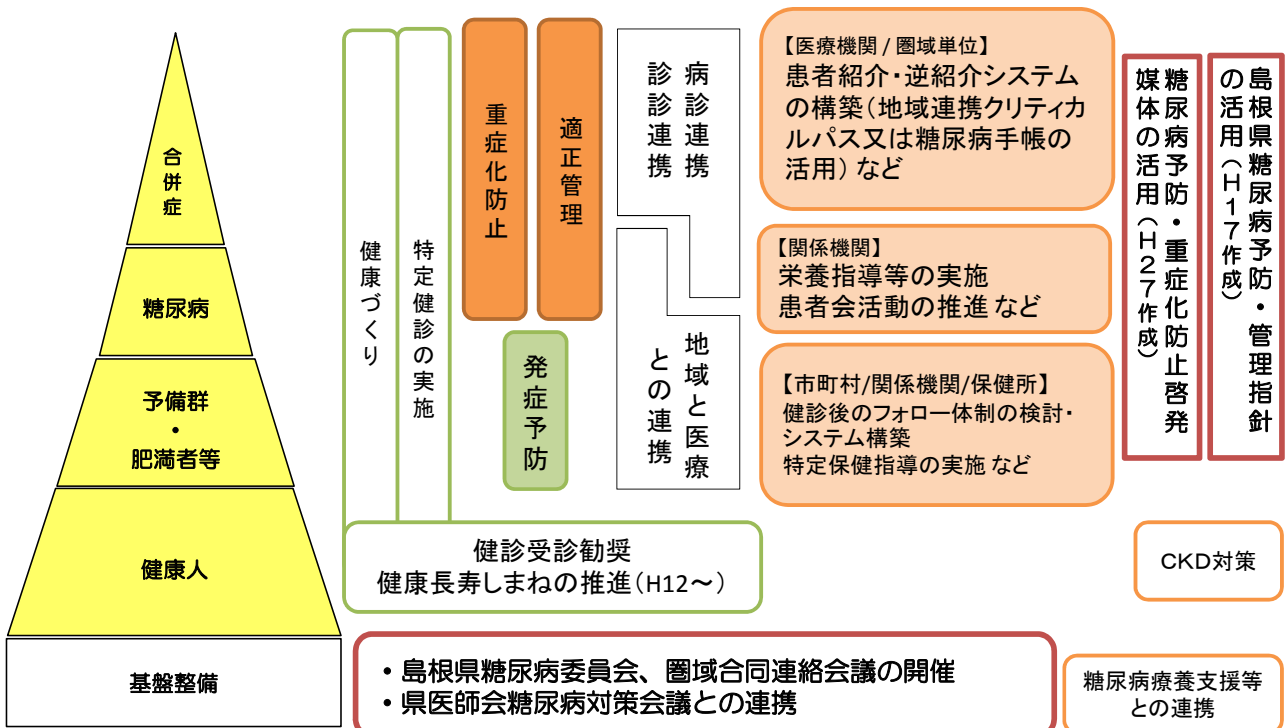 合併症
糖尿病
予備群
・
肥満者等
健康人
基盤整備
健康づくり
特定健診の実施
重症化防止
適正管理
発症予防
病診連携
診診連携
地域と医療
との連携
【医療機関 / 圏域単位】
患者紹介・逆紹介システム
の構築（地域連携クリティカ
ルパス又は糖尿病手帳の
活用）など
【関係機関】
栄養指導等の実施
患者会活動の推進 など
【市町村/関係機関/保健所】
健診後のフォロー体制の検討・
システム構築
特定保健指導の実施 など
島根県糖尿病予防・管理指針
の活用（H17作成）
糖尿病予防・重症化防止啓発
媒体の活用（H27作成）
健診受診勧奨
健康長寿しまねの推進（H12～）
CKD対策
・島根県糖尿病委員会、圏域合同連絡会議の開催
・県医師会糖尿病対策会議との連携
糖尿病療養支援等
との連携